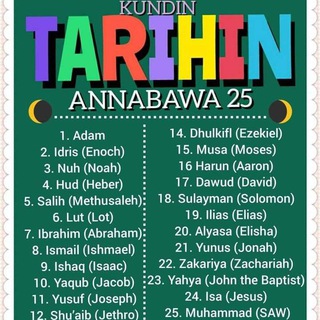 KUNDIN
TARIHIN
ANNABAWA 25
1. Adam
2. Idris (Enoch)
3. Nuh (Noah)
4. Hud (Heber)
5. Salih (Methusaleh)
6. Lut (Lot)
7. Ibrahim (Abraham)
8. Ismail (Ishmael)
9. Ishaq (Isaac)
10. Yaqub (Jacob)
11. Yusuf (Joseph)
12. Shu'aib (Jethro)
14. Dhulkifl (Ezekiel)
15. Musa (Moses)
16 Harun (Aaron)
17. Dawud (David)
18. Sulayman (Solomon)
19. Ilias (Elias)
20. Alyasa (Elisha)
21. Yunus (Jonah)
22. Zakariya (Zachariah)
23. Yahya (John the Baptist)
24. Isa (Jesus)
25. Muhammad (SAW)